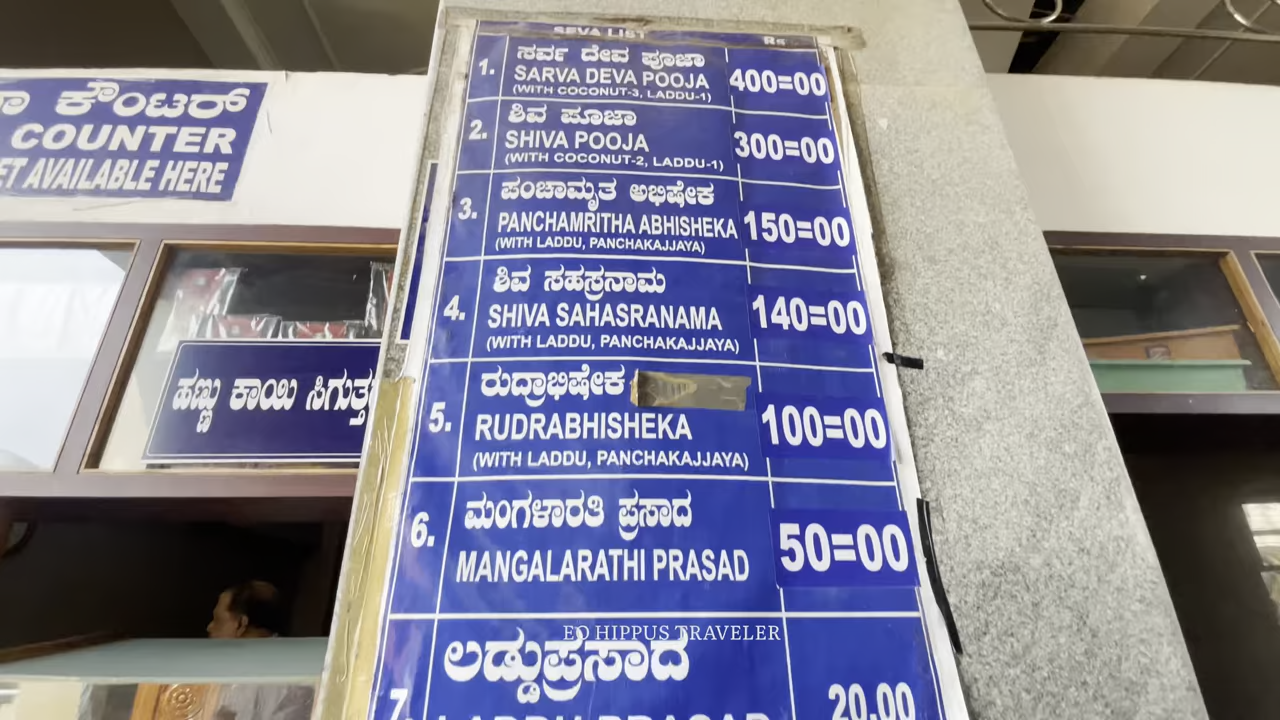 ಕೌಂಟರ್
COUNTER
AVAILABLE HERE
ಹಣ್ಣು ಕಾಯಿ
SEVA LIST Rs
1. ಸರ್ವ ದೇವ ಪೂಜಾ
SARVA DEVA POOJA 400=00
(WITH COCONUT-3, LADDU-1)
2. ಶಿವ ಪೂಜಾ
SHIVA POOJA 300=00
(WITH COCONUT-2, LADDU-1)
3. ಪಂಚಾಮೃತ ಅಭಿಷೇಕ
PANCHAMRITHA ABHISHEKA 150=00
(WITH LADDU, PANCHAKAJJAYA)
4. ಶಿವ ಸಹಸ್ರನಾಮ
SHIVA SAHASRANAMA 140=00
(WITH LADDU, PANCHAKAJJAYA)
5. ರುದ್ರಾಭಿಷೇಕ
RUDRABHISHEKA 100=00
(WITH LADDU, PANCHAKAJJAYA)
6. ಮಂಗಳಾರತಿ ಪ್ರಸಾದ
MANGALARATHI PRASAD 50=00
EO HIPPUS TRAVELER
7. ಲಡ್ಡು ಪ್ರಸಾದ
LADDU PRASAD 20.00